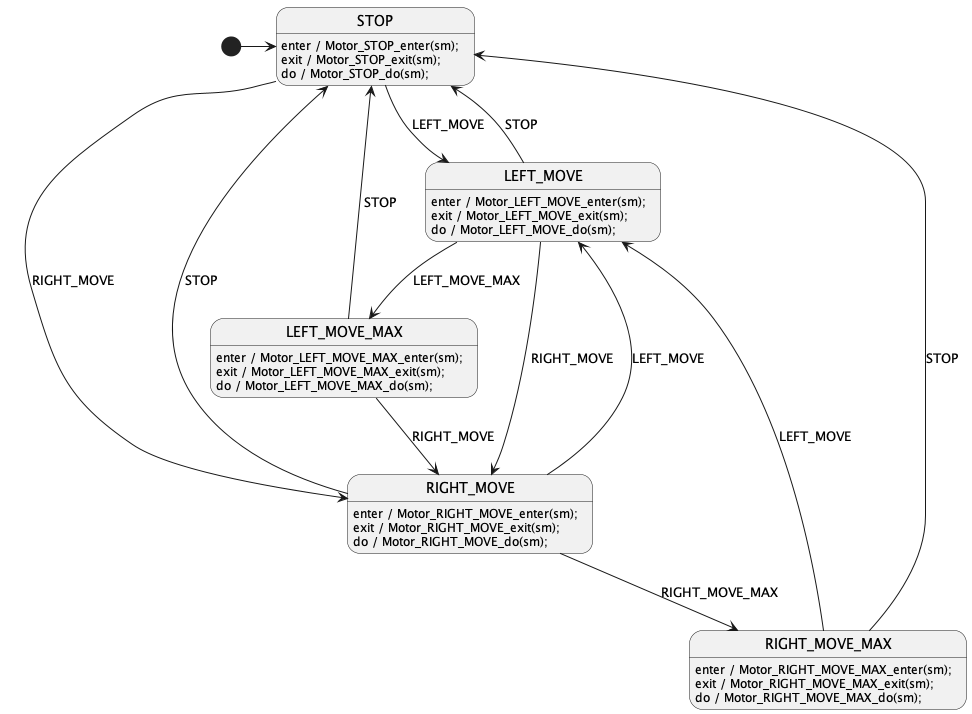 STOP
enter / Motor_STOP_enter(sm);
exit / Motor_STOP_exit(sm);
do / Motor_STOP_do(sm);
LEFT_MOVE
STOP
LEFT_MOVE
enter / Motor_LEFT_MOVE_enter(sm);
exit / Motor_LEFT_MOVE_exit(sm);
do / Motor_LEFT_MOVE_do(sm);
STOP
RIGHT_MOVE
STOP
LEFT_MOVE_MAX
LEFT_MOVE_MAX
enter / Motor_LEFT_MOVE_MAX_enter(sm);
exit / Motor_LEFT_MOVE_MAX_exit(sm);
do / Motor_LEFT_MOVE_MAX_do(sm);
RIGHT_MOVE
LEFT_MOVE
STOP
RIGHT_MOVE
LEFT_MOVE
RIGHT_MOVE
enter / Motor_RIGHT_MOVE_enter(sm);
exit / Motor_RIGHT_MOVE_exit(sm);
do / Motor_RIGHT_MOVE_do(sm);
RIGHT_MOVE_MAX
RIGHT_MOVE_MAX
enter / Motor_RIGHT_MOVE_MAX_enter(sm);
exit / Motor_RIGHT_MOVE_MAX_exit(sm);
do / Motor_RIGHT_MOVE_MAX_do(sm);